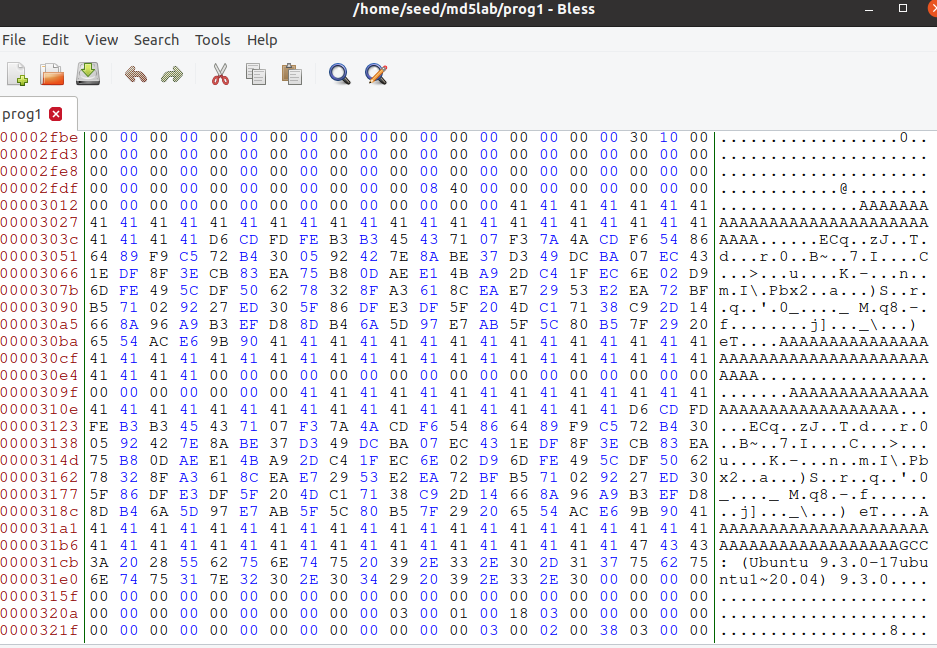 /home/seed/md5lab/prog1 - Bless
File Edit View Search Tools Help
prog1
00002fbe 00 00 00 00 00 00 00 00 00 00 00 00 00 00 00 00 00 00 30 10 00 ..................0..
00002fd3 00 00 00 00 00 00 00 00 00 00 00 00 00 00 00 00 00 00 00 00 00 .....................
00002fe8 00 00 00 00 00 00 00 00 00 00 00 00 00 00 00 00 00 00 00 00 00 .....................
00002fdf 00 00 00 00 00 00 00 00 00 00 00 08 40 00 00 00 00 00 00 00 00 ............@........
00003012 00 00 00 00 00 00 00 00 00 00 00 00 00 00 41 41 41 41 41 41 41 ..............AAAAAAA
00003027 41 41 41 41 41 41 41 41 41 41 41 41 41 41 41 41 41 41 41 41 41 AAAAAAAAAAAAAAAAAAAAA
0000303c 41 41 41 41 D6 CD FD FE B3 B3 45 43 71 07 F3 7A 4A CD F6 54 86 AAAA......ECq..zJ..T.
00003051 64 89 F9 C5 72 B4 30 05 92 42 7E 8A BE 37 D3 49 DC BA 07 EC 43 d...r.0..B~..7.I....C
00003066 1E DF 8F 3E CB 83 EA 75 B8 0D AE E1 4B A9 2D C4 1F EC 6E 02 D9 ...>...u....K.-...n..
0000307b 6D FE 49 5C DF 50 62 78 32 8F A3 61 8C EA E7 29 53 E2 EA 72 BF m.I\.Pbx2..a...)S..r.
00003090 B5 71 02 92 27 ED 30 5F 86 DF E3 DF 5F 20 4D C1 71 38 C9 2D 14 .q..'.0_...._ M.q8.-.
000030a5 66 8A 96 A9 B3 EF D8 8D B4 6A 5D 97 E7 AB 5F 5C 80 B5 7F 29 20 f........j]..._\...)
000030ba 65 54 AC E6 9B 90 41 41 41 41 41 41 41 41 41 41 41 41 41 41 41 eT....AAAAAAAAAAAAAAA
000030cf 41 41 41 41 41 41 41 41 41 41 41 41 41 41 41 41 41 41 41 41 41 AAAAAAAAAAAAAAAAAAAAA
000030e4 41 41 41 41 00 00 00 00 00 00 00 00 00 00 00 00 00 00 00 00 00 AAAA.................
0000309f 00 00 00 00 00 00 00 41 41 41 41 41 41 41 41 41 41 41 41 41 41 .......AAAAAAAAAAAAAA
0000310e 41 41 41 41 41 41 41 41 41 41 41 41 41 41 41 41 41 41 D6 CD FD AAAAAAAAAAAAAAAAAA...
00003123 FE B3 B3 45 43 71 07 F3 7A 4A CD F6 54 86 64 89 F9 C5 72 B4 30 ...ECq..zJ..T.d...r.0
00003138 05 92 42 7E 8A BE 37 D3 49 DC BA 07 EC 43 1E DF 8F 3E CB 83 EA ..B~..7.I....C...>...
0000314d 75 B8 0D AE E1 4B A9 2D C4 1F EC 6E 02 D9 6D FE 49 5C DF 50 62 u....K.-...n..m.I\.Pb
00003162 78 32 8F A3 61 8C EA E7 29 53 E2 EA 72 BF B5 71 02 92 27 ED 30 x2..a...)S..r..q..'.0
00003177 5F 86 DF E3 DF 5F 20 4D C1 71 38 C9 2D 14 66 8A 96 A9 B3 EF D8 _...._ M.q8.-.f......
0000318c 8D B4 6A 5D 97 E7 AB 5F 5C 80 B5 7F 29 20 65 54 AC E6 9B 90 41 ..j]..._\...) eT....A
000031a1 41 41 41 41 41 41 41 41 41 41 41 41 41 41 41 41 41 41 41 41 41 AAAAAAAAAAAAAAAAAAAAA
000031b6 41 41 41 41 41 41 41 41 41 41 41 41 41 41 41 41 41 41 47 43 43 AAAAAAAAAAAAAAAAAAGCC
000031cb 3A 20 28 55 62 75 6E 74 75 20 39 2E 33 2E 30 2D 31 37 75 62 75 : (Ubuntu 9.3.0-17ubu
000031e0 6E 74 75 31 7E 32 30 2E 30 34 29 20 39 2E 33 2E 30 00 00 00 00 ntu1~20.04) 9.3.0....
0000315f 00 00 00 00 00 00 00 00 00 00 00 00 00 00 00 00 00 00 00 00 00 .....................
0000320a 00 00 00 00 00 00 00 00 00 00 03 00 01 00 18 03 00 00 00 00 00 .....................
0000321f 00 00 00 00 00 00 00 00 00 00 00 00 00 03 00 02 00 38 03 00 00 .................8...